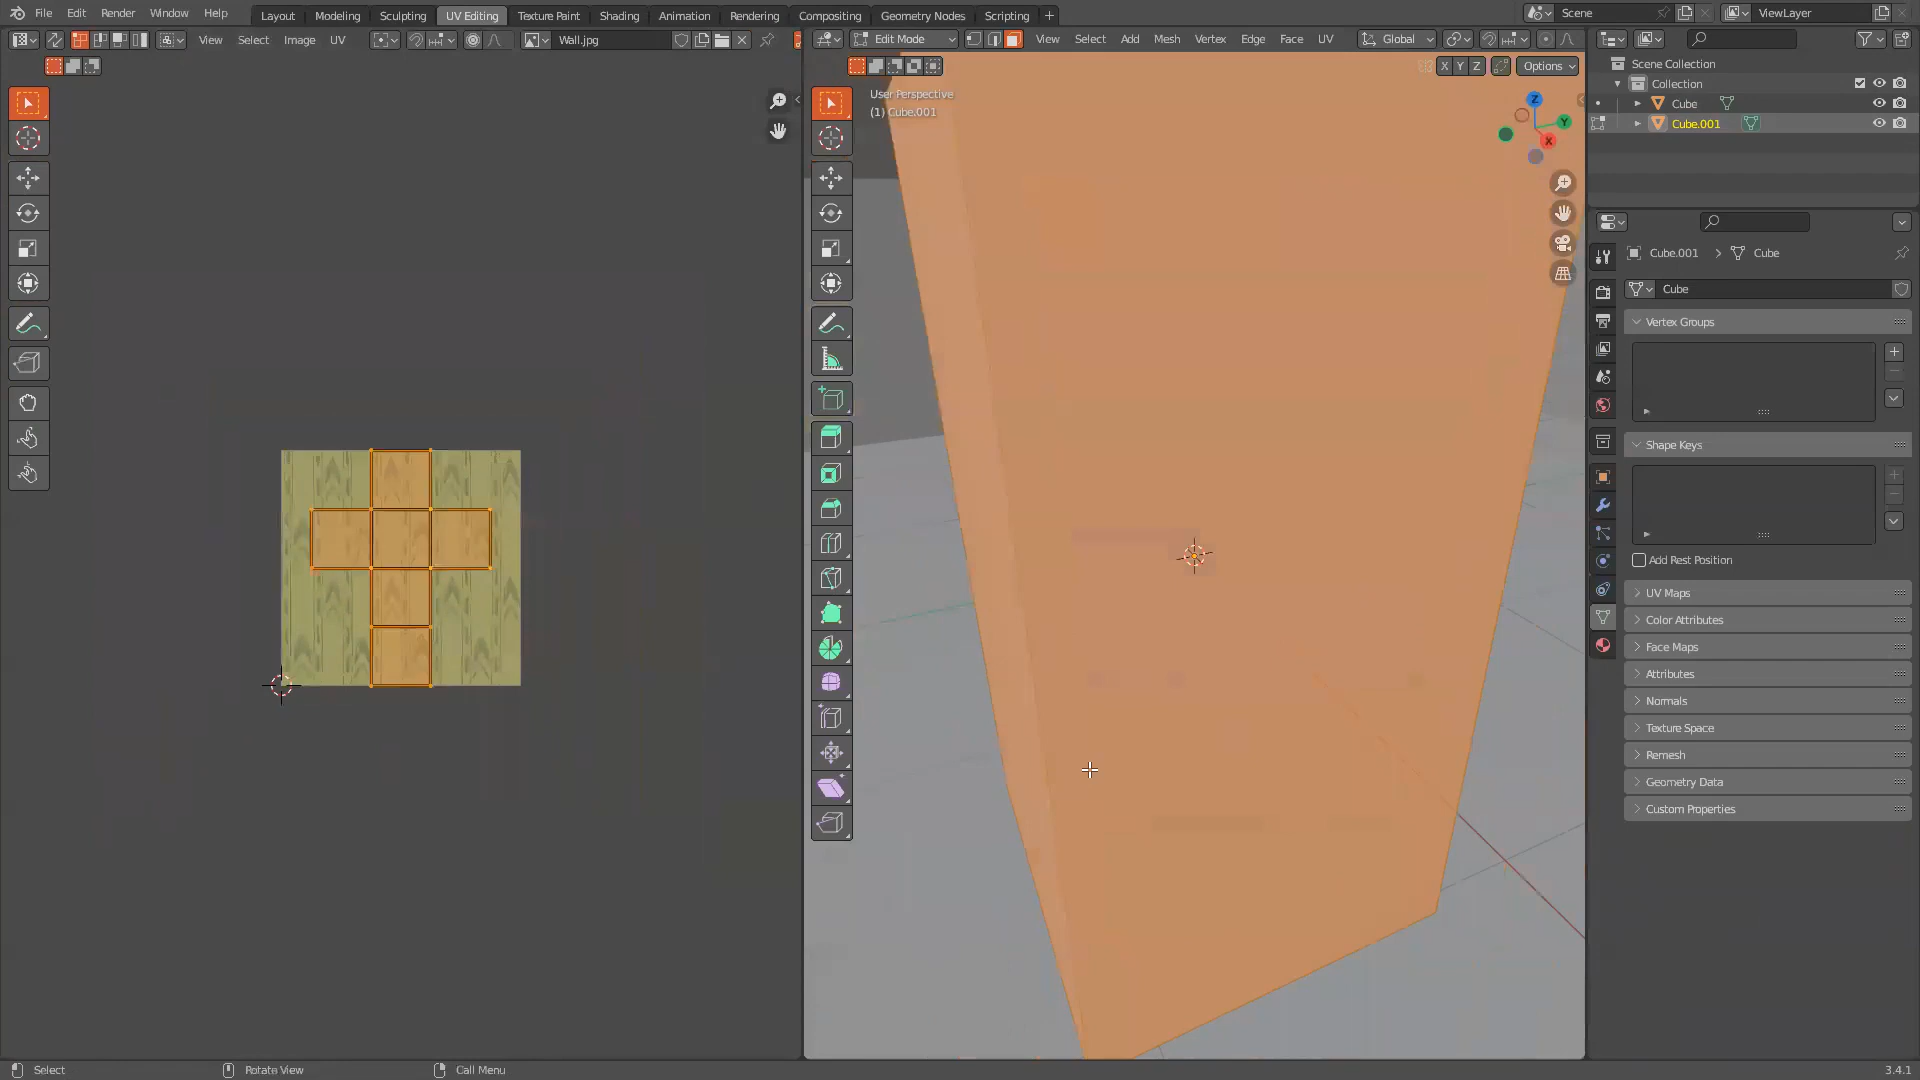 File Edit Render Window Help Layout Modeling Sculpting UV Editing Texture Paint Shading Animation Rendering Compositing Geometry Nodes Scripting + Scene ViewLayer
View Select Image UV Wall.jpg Edit Mode View Select Add Mesh Vertex Edge Face UV Global
X Y Z Options
Scene Collection
Collection
Cube
Cube.001
User Perspective
(1) Cube.001
Z
Y
X
Cube.001 > Cube
Cube
Vertex Groups
Shape Keys
Add Rest Position
UV Maps
Color Attributes
Face Maps
Attributes
Normals
Texture Space
Remesh
Geometry Data
Custom Properties
Select Rotate View Call Menu 3.4.1